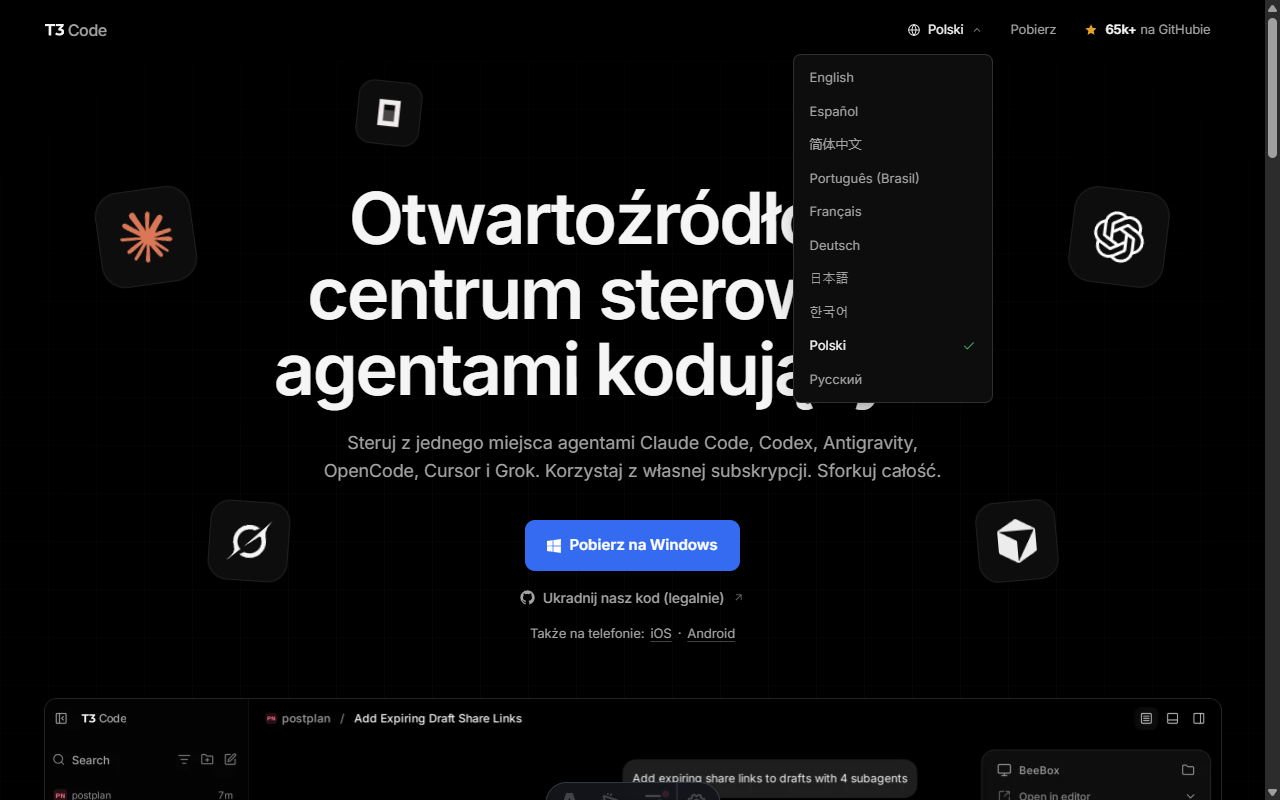 T3 Code
Polski
Pobierz
65k+ na GitHubie
English
Español
简体中文
Português (Brasil)
Français
Deutsch
日本語
한국어
Polski
Русский
centrum
agentami
Steruj z jednego miejsca agentami Claude Code, Codex, Antigravity,
OpenCode, Cursor i Grok. Korzystaj z własnej subskrypcji. Sforkuj całość.
Pobierz na Windows
Ukradnij nasz kod (legalnie)
Także na telefonie: iOS · Android
T3 Code
PN postplan / Add Expiring Draft Share Links
Search
Add expiring share links to drafts with 4 subagents
BeeBox
PN postplan 7m
Open in editor